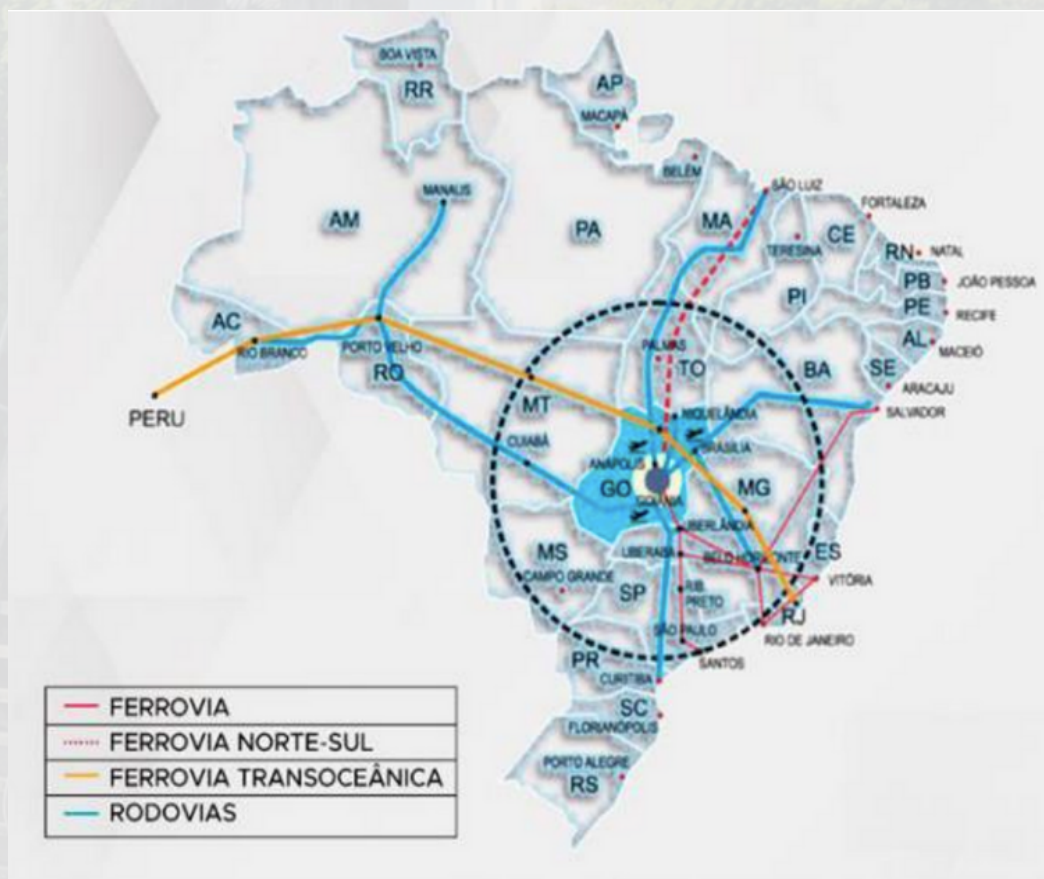 BOA VISTA
RR
AP
MACAPÁ
BELÉM
SÃO LUIZ
MANAUS
FORTALEZA
AM
PA
MA
CE
TERESINA
RN
NATAL
PI
PB
JOÃO PESSOA
AC
PE
RECIFE
RIO BRANCO
PORTO VELHO
AL
MACEIÓ
PALMAS
RO
TO
BA
SE
ARACAJU
PERU
MT
SALVADOR
NIQUELÂNDIA
CUIABÁ
BRASÍLIA
ANÁPOLIS
GO
MG
GOIÂNIA
UBERLÂNDIA
MS
UBERABA
BELO HORIZONTE
ES
VITÓRIA
CAMPO GRANDE
SP
RIB.
PRETO
RJ
SÃO PAULO
RIO DE JANEIRO
PR
SANTOS
CURITIBA
SC
FLORIANÓPOLIS
PORTO ALEGRE
RS
FERROVIA
FERROVIA NORTE-SUL
FERROVIA TRANSOCEÂNICA
RODOVIAS